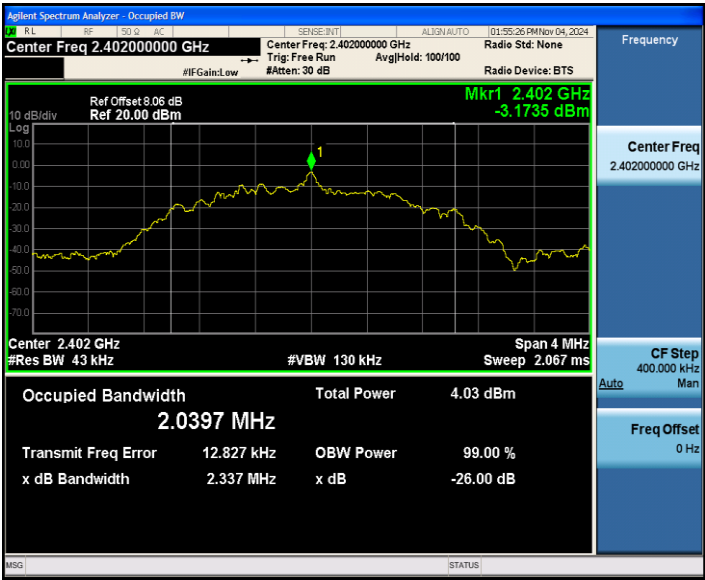 Agilent Spectrum Analyzer - Occupied BW
RL RF 50 Ω AC SENSE:INT ALIGNAUTO 01:55:26 PM Nov 04, 2024
Center Freq 2.402000000 GHz
Center Freq: 2.402000000 GHz
Radio Std: None
Trig: Free Run Avg|Hold: 100/100
#IFGain:Low
#Atten: 30 dB
Radio Device: BTS
Ref Offset 8.06 dB
10 dB/div Ref 20.00 dBm
Mkr1 2.402 GHz
-3.1735 dBm
Log
1
10.0
0.00
-10.0
-20.0
-30.0
-40.0
-50.0
-60.0
-70.0
Center 2.402 GHz Span 4 MHz
#Res BW 43 kHz #VBW 130 kHz Sweep 2.067 ms
Occupied Bandwidth Total Power 4.03 dBm
2.0397 MHz
Transmit Freq Error 12.827 kHz OBW Power 99.00 %
x dB Bandwidth 2.337 MHz x dB -26.00 dB
MSG STATUS
Frequency
Center Freq
2.402000000 GHz
CF Step
400.000 kHz
Auto Man
Freq Offset
0 Hz